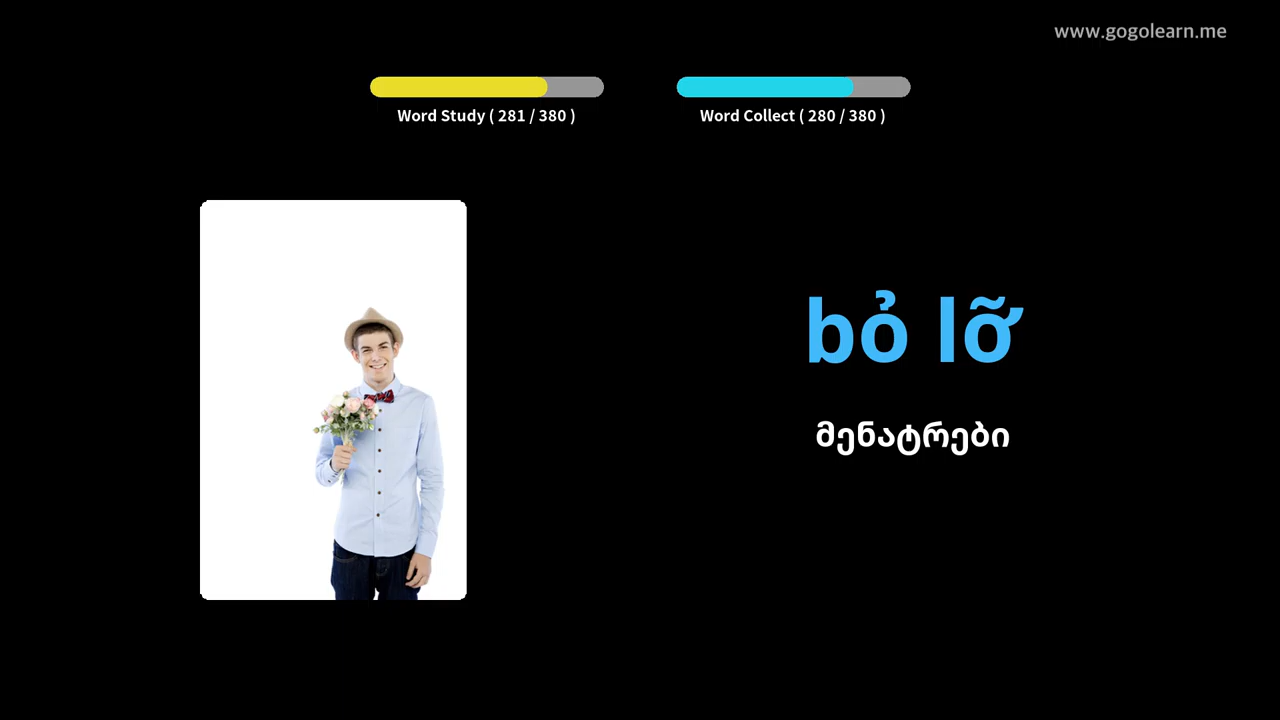 www.gogolearn.me
Word Study ( 281 / 380 )
Word Collect ( 280 / 380 )
bỏ lỡ
მენატრები